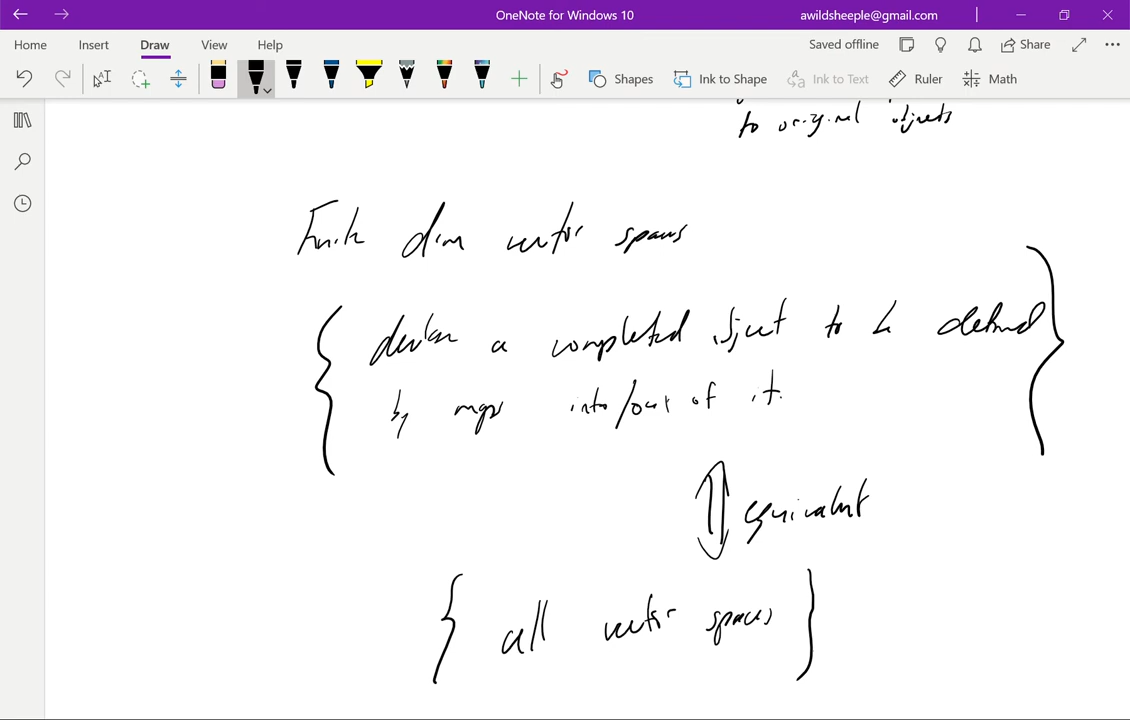 OneNote for Windows 10
awildsheeple@gmail.com
Home Insert Draw View Help
Saved offline
Share
Shapes
Ink to Shape
Ink to Text
Ruler
Math
to original objects
Finite dim vector spaces
declare a completed object to be determined
by maps into/out of it.
equivalent
{ all vector spaces }